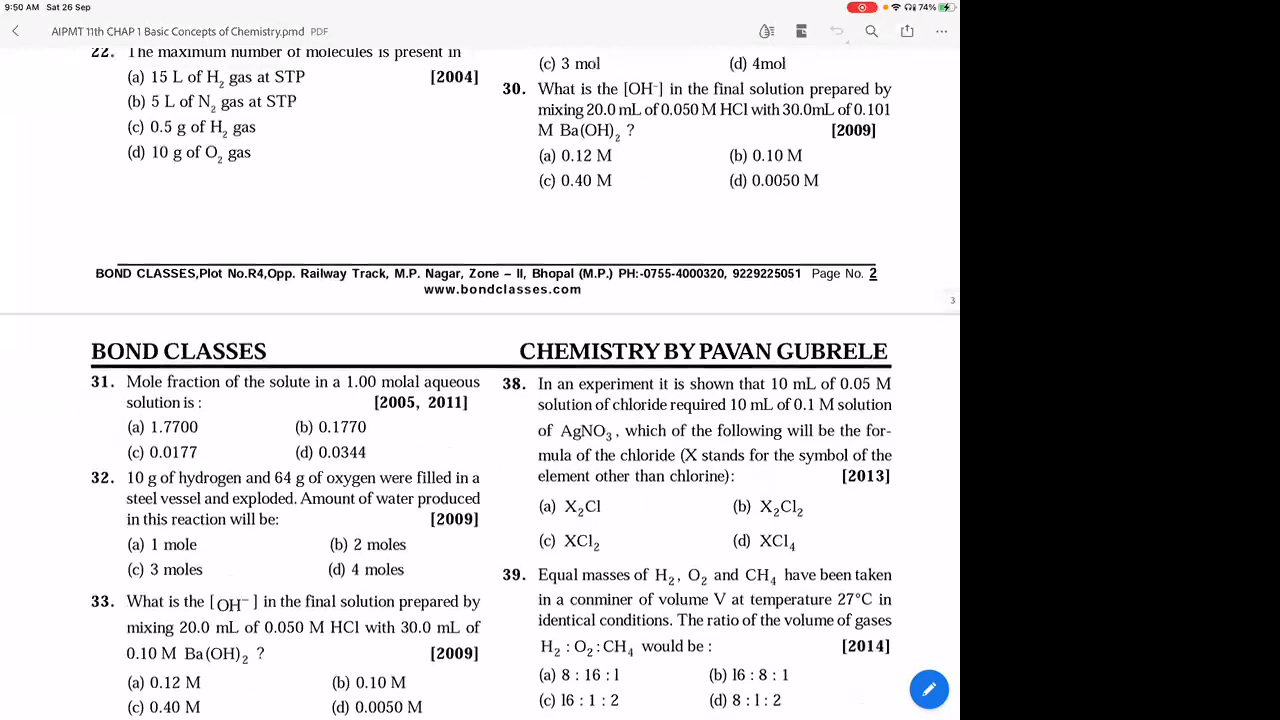 9:50 AM Sat 26 Sep
74%
AIPMT 11th CHAP 1 Basic Concepts of Chemistry.pmd PDF
22. The maximum number of molecules is present in
(a) 15 L of H2 gas at STP [2004]
(b) 5 L of N2 gas at STP
(c) 0.5 g of H2 gas
(d) 10 g of O2 gas
(c) 3 mol (d) 4mol
30. What is the [OH⁻] in the final solution prepared by
mixing 20.0 mL of 0.050 M HCl with 30.0mL of 0.101
M Ba(OH)2 ? [2009]
(a) 0.12 M (b) 0.10 M
(c) 0.40 M (d) 0.0050 M
BOND CLASSES,Plot No.R4,Opp. Railway Track, M.P. Nagar, Zone – II, Bhopal (M.P.) PH:-0755-4000320, 9229225051 Page No. 2
www.bondclasses.com
3
BOND CLASSES CHEMISTRY BY PAVAN GUBRELE
31. Mole fraction of the solute in a 1.00 molal aqueous
solution is : [2005, 2011]
(a) 1.7700 (b) 0.1770
(c) 0.0177 (d) 0.0344
32. 10 g of hydrogen and 64 g of oxygen were filled in a
steel vessel and exploded. Amount of water produced
in this reaction will be: [2009]
(a) 1 mole (b) 2 moles
(c) 3 moles (d) 4 moles
33. What is the [OH⁻] in the final solution prepared by
mixing 20.0 mL of 0.050 M HCl with 30.0 mL of
0.10 M Ba(OH)2 ? [2009]
(a) 0.12 M (b) 0.10 M
(c) 0.40 M (d) 0.0050 M
38. In an experiment it is shown that 10 mL of 0.05 M
solution of chloride required 10 mL of 0.1 M solution
of AgNO3, which of the following will be the for-
mula of the chloride (X stands for the symbol of the
element other than chlorine): [2013]
(a) X2Cl (b) X2Cl2
(c) XCl2 (d) XCl4
39. Equal masses of H2, O2 and CH4 have been taken
in a conminer of volume V at temperature 27°C in
identical conditions. The ratio of the volume of gases
H2 : O2 : CH4 would be : [2014]
(a) 8 : 16 : l (b) l6 : 8 : 1
(c) l6 : 1 : 2 (d) 8 : l : 2